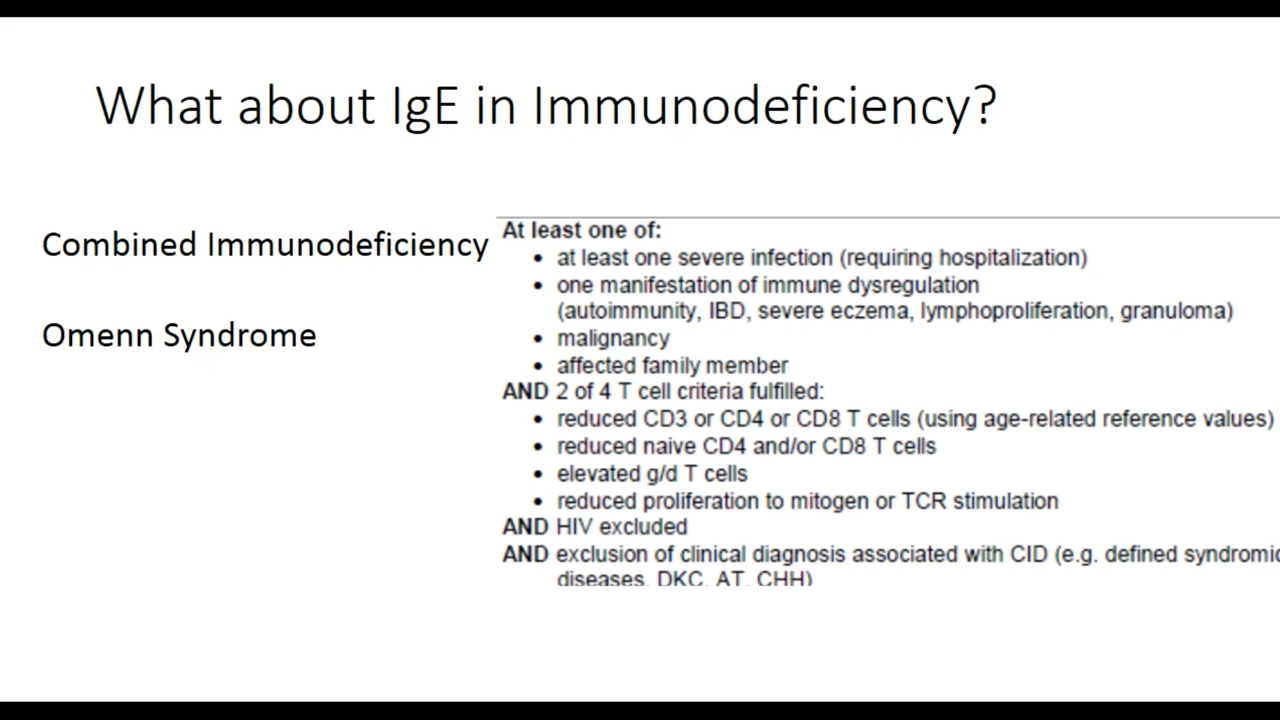 What about IgE in Immunodeficiency?
Combined Immunodeficiency
Omenn Syndrome
At least one of:
• at least one severe infection (requiring hospitalization)
• one manifestation of immune dysregulation
(autoimmunity, IBD, severe eczema, lymphoproliferation, granuloma)
• malignancy
• affected family member
AND 2 of 4 T cell criteria fulfilled:
• reduced CD3 or CD4 or CD8 T cells (using age-related reference values)
• reduced naive CD4 and/or CD8 T cells
• elevated g/d T cells
• reduced proliferation to mitogen or TCR stimulation
AND HIV excluded
AND exclusion of clinical diagnosis associated with CID (e.g. defined
diseases, DKC, AT, CHH)